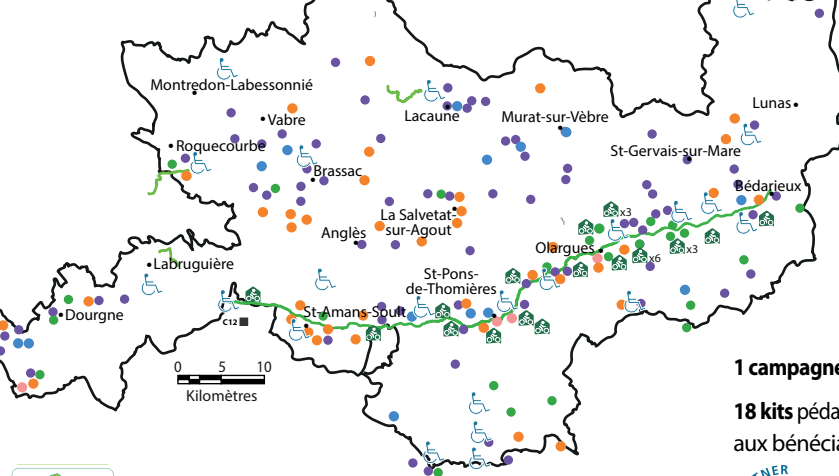 Montredon-Labessonnié
Lacaune
Lunas
Vabre
Murat-sur-Vèbre
Roquecourbe
St-Gervais-sur-Mare
Brassac
Bédarieux
La Salvetat-
sur-Agout
x3
Anglès
Olargues
x3
x6
Labruguière
St-Pons-
de-Thomières
Dourgne
St-Amans-Soult
C12
0 5 10
Kilomètres
1 campagne
18 kits péda
aux bénécia
TNER